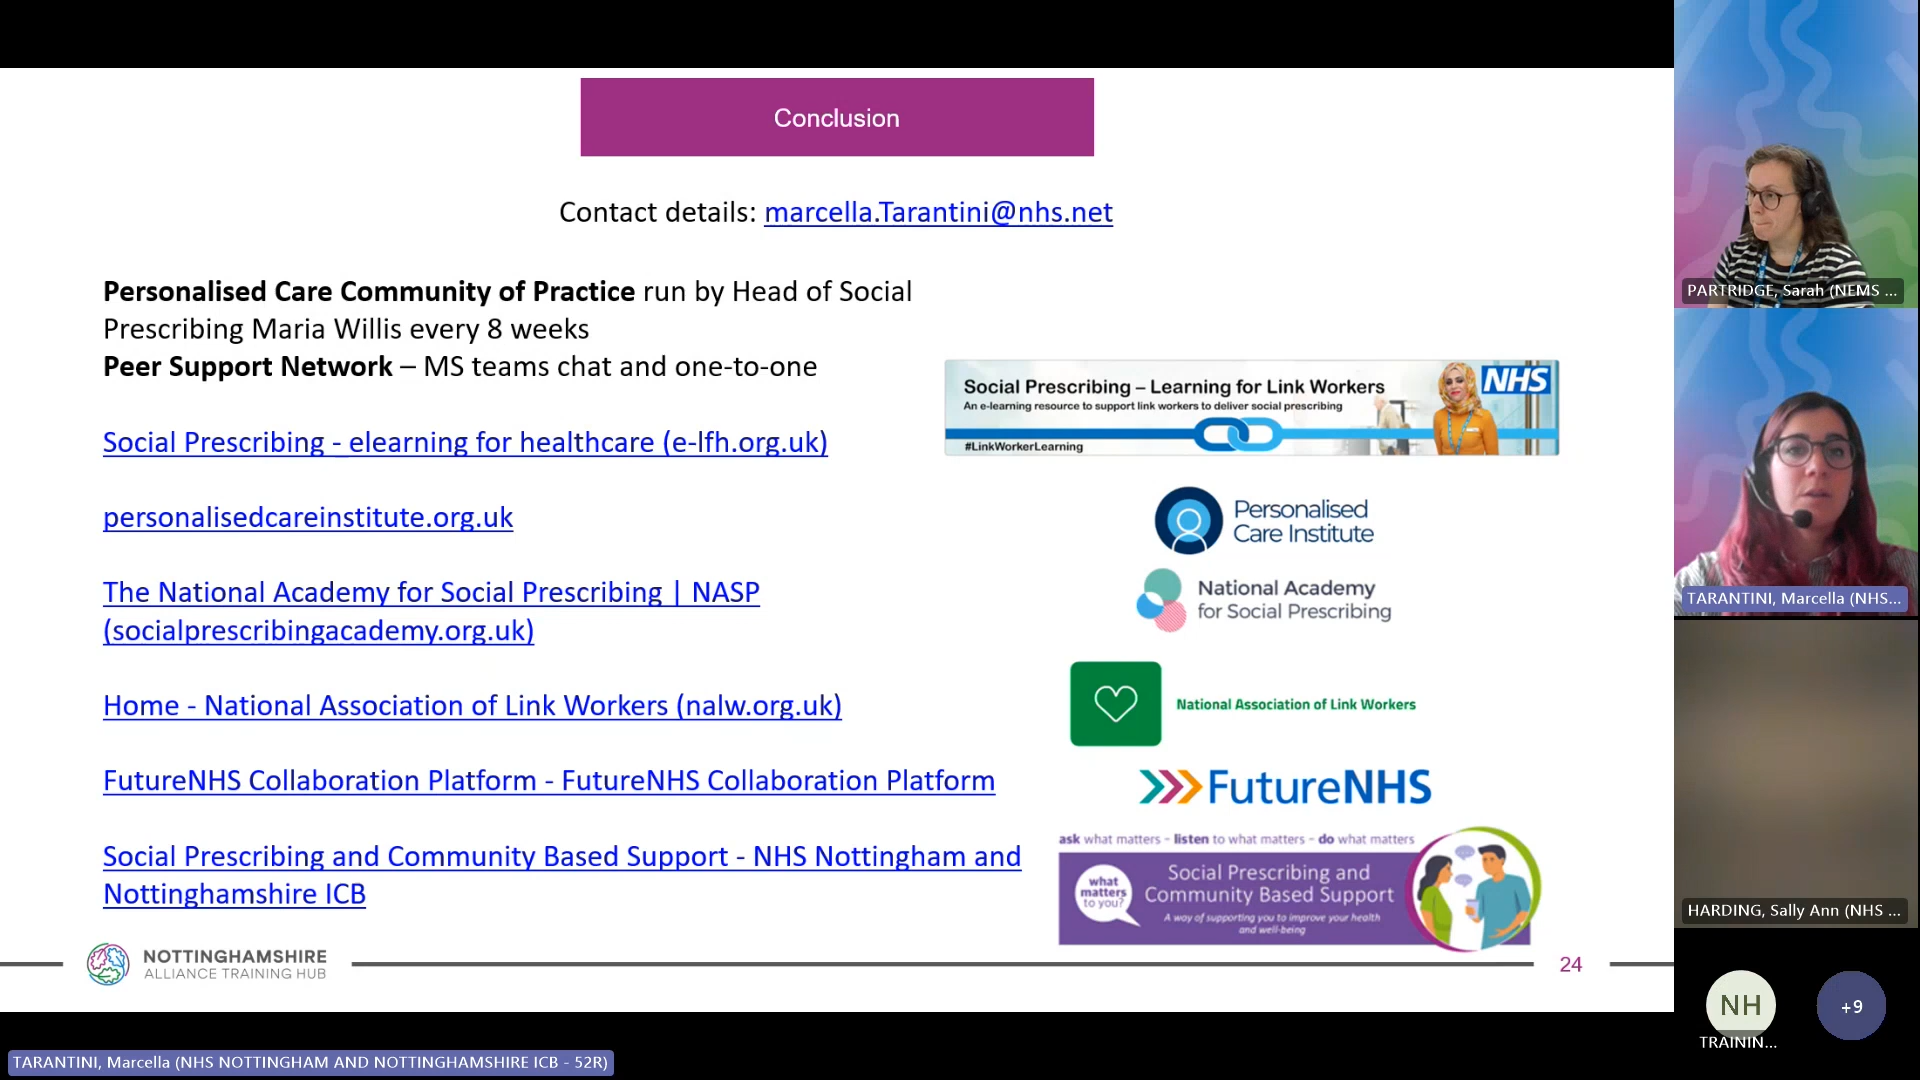 Conclusion
Contact details: marcella.Tarantini@nhs.net
Personalised Care Community of Practice run by Head of Social
Prescribing Maria Willis every 8 weeks
Peer Support Network – MS teams chat and one-to-one
Social Prescribing - elearning for healthcare (e-lfh.org.uk)
personalisedcareinstitute.org.uk
The National Academy for Social Prescribing | NASP
(socialprescribingacademy.org.uk)
Home - National Association of Link Workers (nalw.org.uk)
FutureNHS Collaboration Platform - FutureNHS Collaboration Platform
Social Prescribing and Community Based Support - NHS Nottingham and
Nottinghamshire ICB
Social Prescribing – Learning for Link Workers
NHS
An e-learning resource to support link workers to deliver social prescribing
#LinkWorkerLearning
Personalised
Care Institute
National Academy
for Social Prescribing
National Association of Link Workers
FutureNHS
ask what matters – listen to what matters – do what matters
what
matters
to you?
Social Prescribing and
Community Based Support
A way of supporting you to improve your health
and well-being
NOTTINGHAMSHIRE
ALLIANCE TRAINING HUB
24
PARTRIDGE, Sarah (NEMS ...
TARANTINI, Marcella (NHS...
HARDING, Sally Ann (NHS ...
NH
+9
TRAININ...
TARANTINI, Marcella (NHS NOTTINGHAM AND NOTTINGHAMSHIRE ICB - 52R)